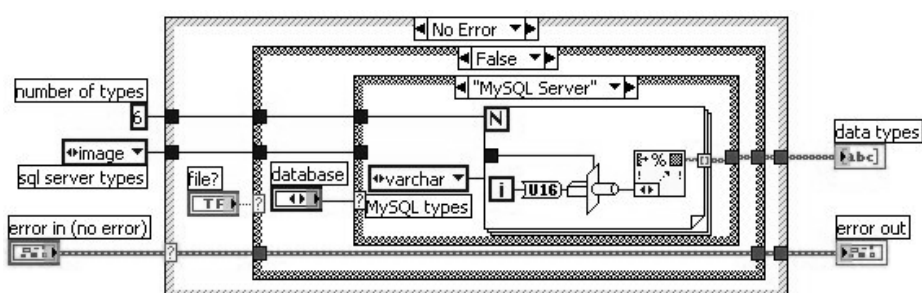 No Error
False
"MySQL Server"
number of types
6
N
image
sql server types
file?
database
varchar
data types
abc
TF
?
?
MySQL types
i
U16
%
!
?
error in (no error)
?
error out